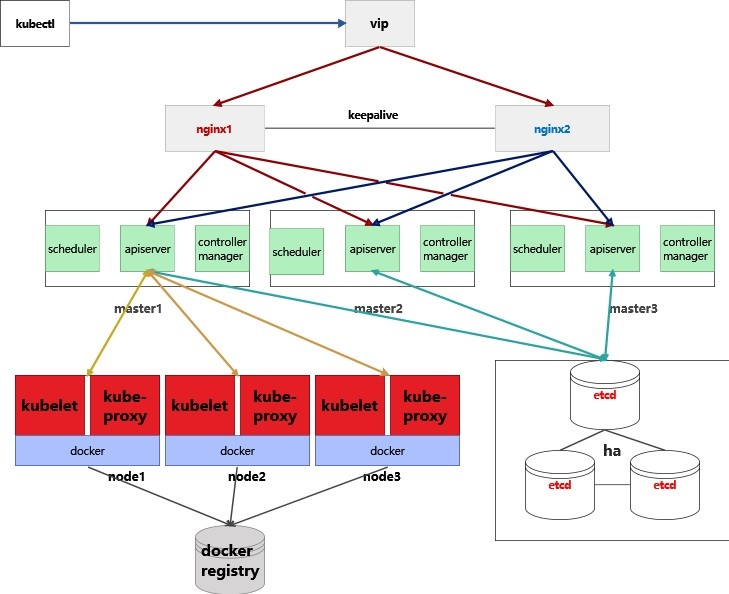 kubectl
vip
keepalive
nginx1
nginx2
scheduler
apiserver
controller
manager
scheduler
apiserver
controller
manager
scheduler
apiserver
controller
manager
master1
master2
master3
kubelet
kube-
proxy
kubelet
kube-
proxy
kubelet
kube-
proxy
docker
docker
docker
node1
node2
node3
etcd
ha
etcd
etcd
docker
registry